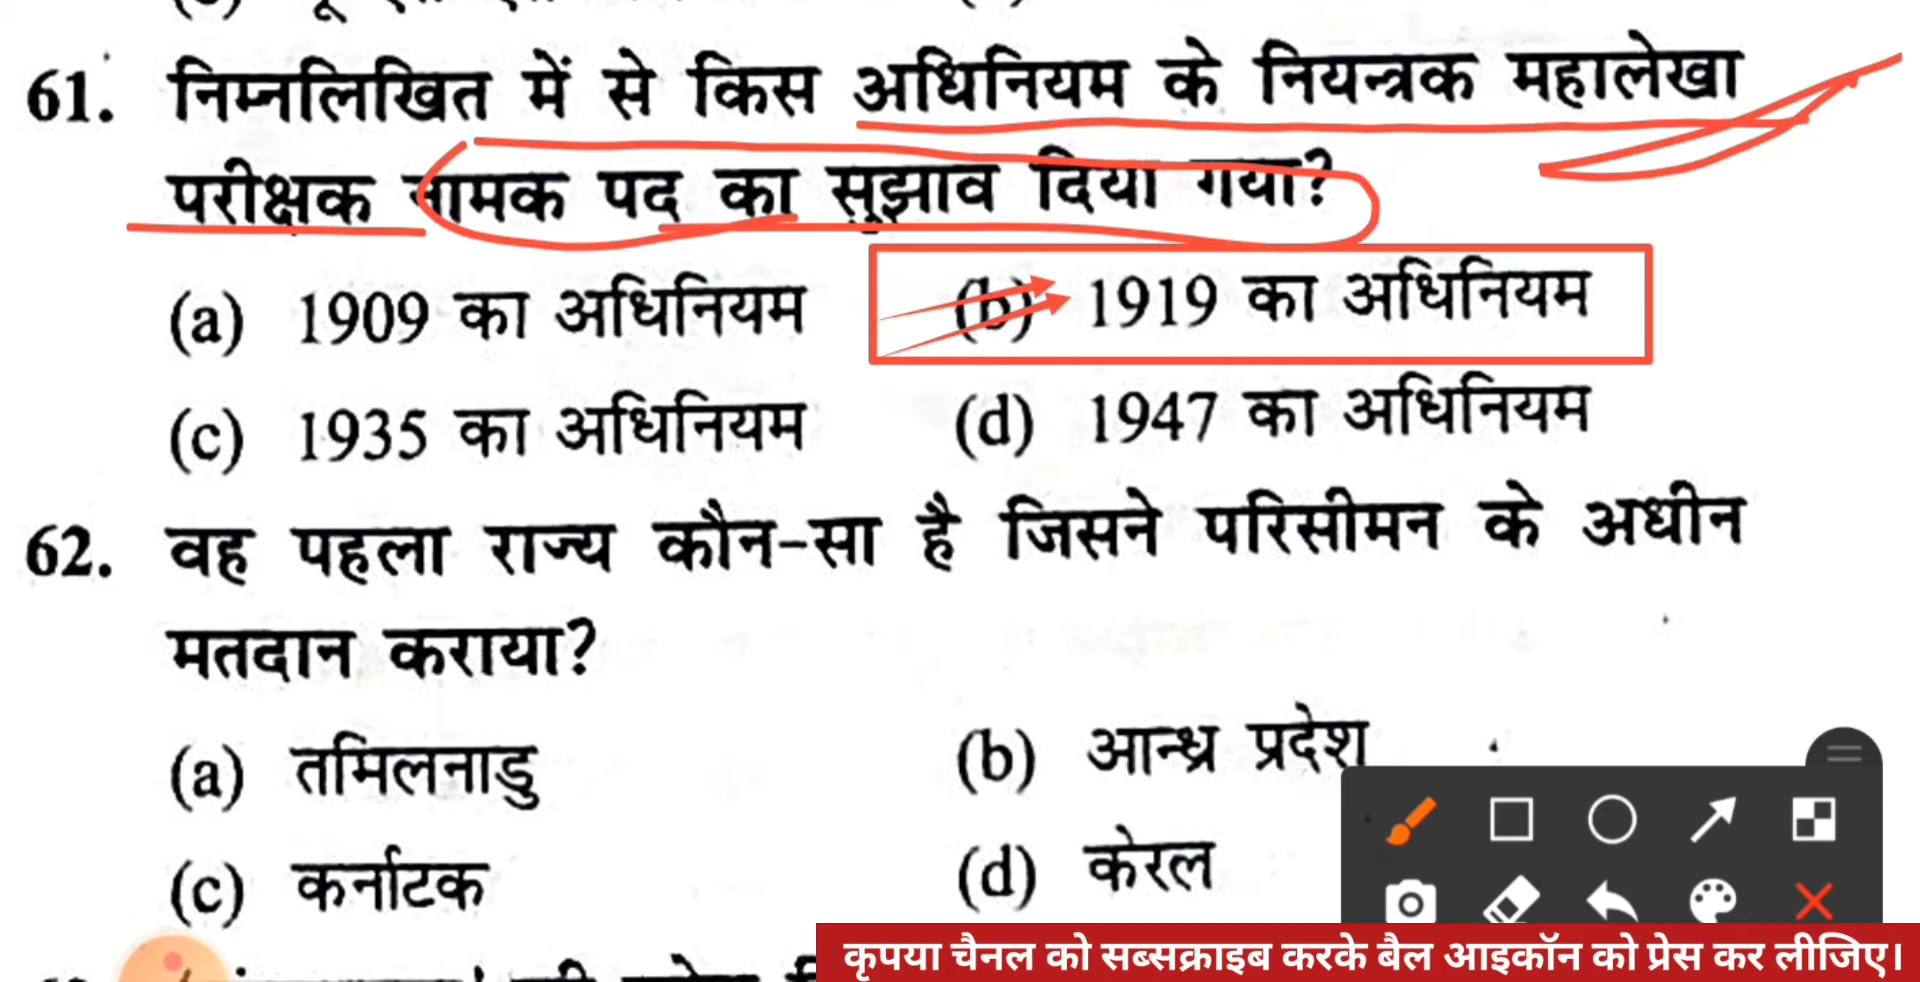 61. निम्नलिखित में से किस अधिनियम के नियन्त्रक महालेखा
परीक्षक नामक पद का सुझाव दिया गया?
(a) 1909 का अधिनियम (b) 1919 का अधिनियम
(c) 1935 का अधिनियम (d) 1947 का अधिनियम
62. वह पहला राज्य कौन-सा है जिसने परिसीमन के अधीन
मतदान कराया?
(a) तमिलनाडु (b) आन्ध्र प्रदेश
(c) कर्नाटक (d) केरल
कृपया चैनल को सब्सक्राइब करके बैल आइकॉन को प्रेस कर लीजिए।